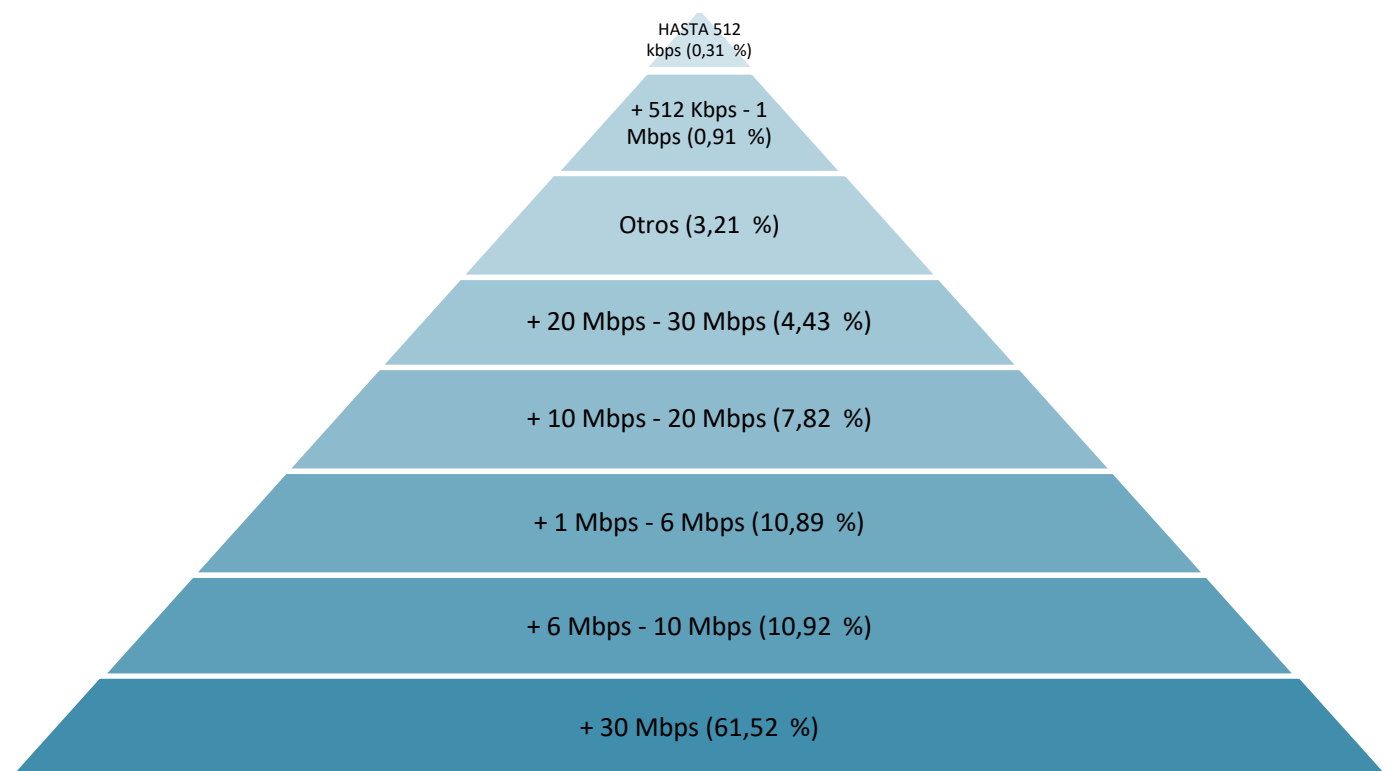 HASTA 512
kbps (0,31 %)
+ 512 Kbps - 1
Mbps (0,91 %)
Otros (3,21 %)
+ 20 Mbps - 30 Mbps (4,43 %)
+ 10 Mbps - 20 Mbps (7,82 %)
+ 1 Mbps - 6 Mbps (10,89 %)
+ 6 Mbps - 10 Mbps (10,92 %)
+ 30 Mbps (61,52 %)